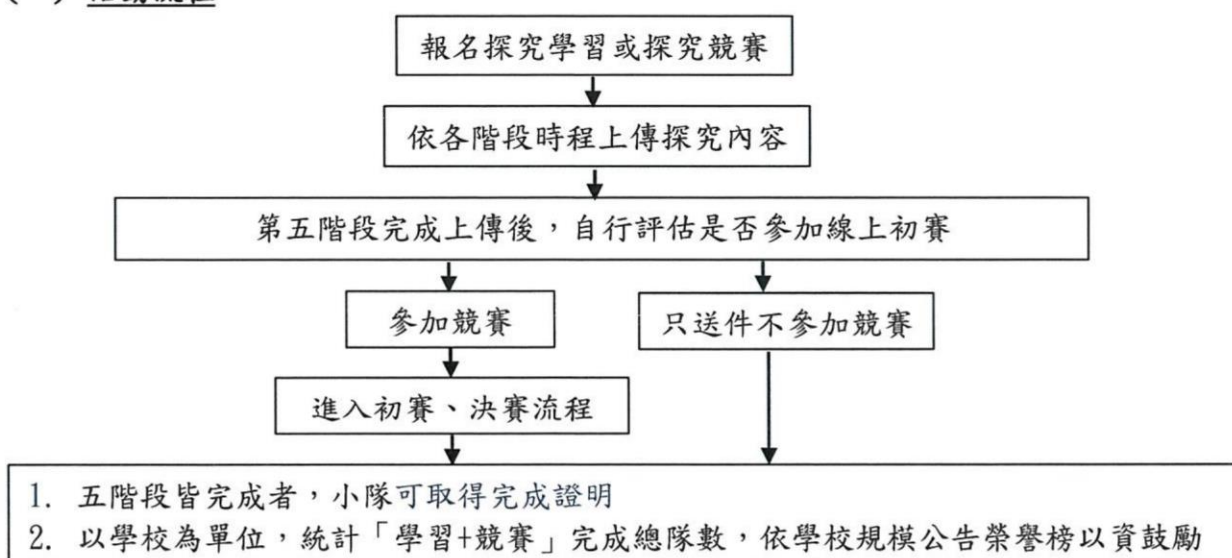 報名探究學習或探究競賽
依各階段時程上傳探究內容
第五階段完成上傳後，自行評估是否參加線上初賽
參加競賽
只送件不參加競賽
進入初賽、決賽流程
1. 五階段皆完成者，小隊可取得完成證明
2. 以學校為單位，統計「學習+競賽」完成總隊數，依學校規模公告榮譽榜以資鼓勵